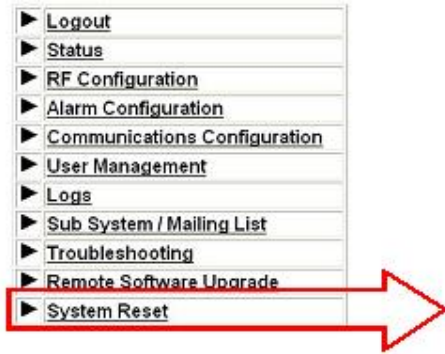 Logout
Status
RF Configuration
Alarm Configuration
Communications Configuration
User Management
Logs
Sub System / Mailing List
Troubleshooting
Remote Software Upgrade
System Reset